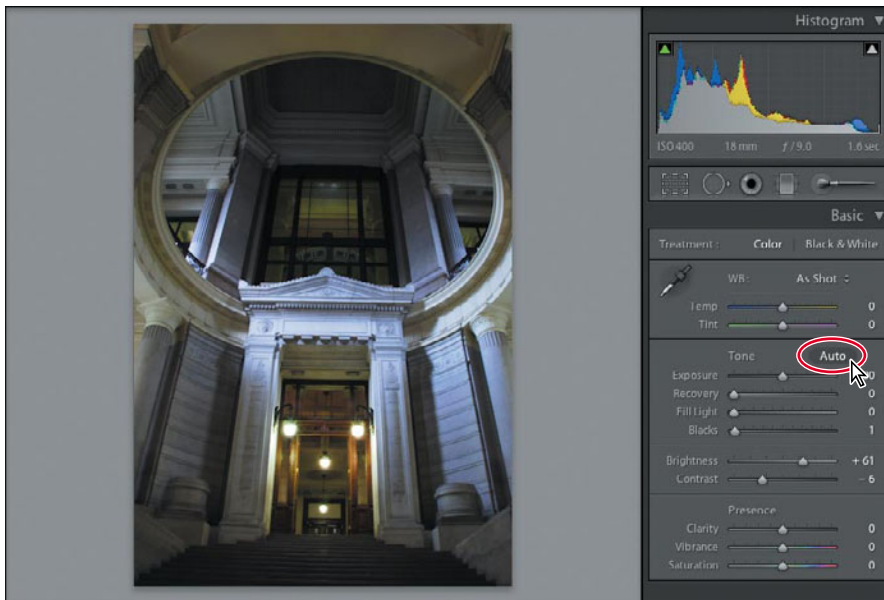 Histogram
ISO 400 18 mm ƒ / 9.0 1.6 sec
Basic
Treatment : Color Black & White
WB: As Shot
Temp 0
Tint 0
Tone Auto
Exposure 0
Recovery 0
Fill Light 0
Blacks 1
Brightness + 61
Contrast – 6
Presence
Clarity 0
Vibrance 0
Saturation 0